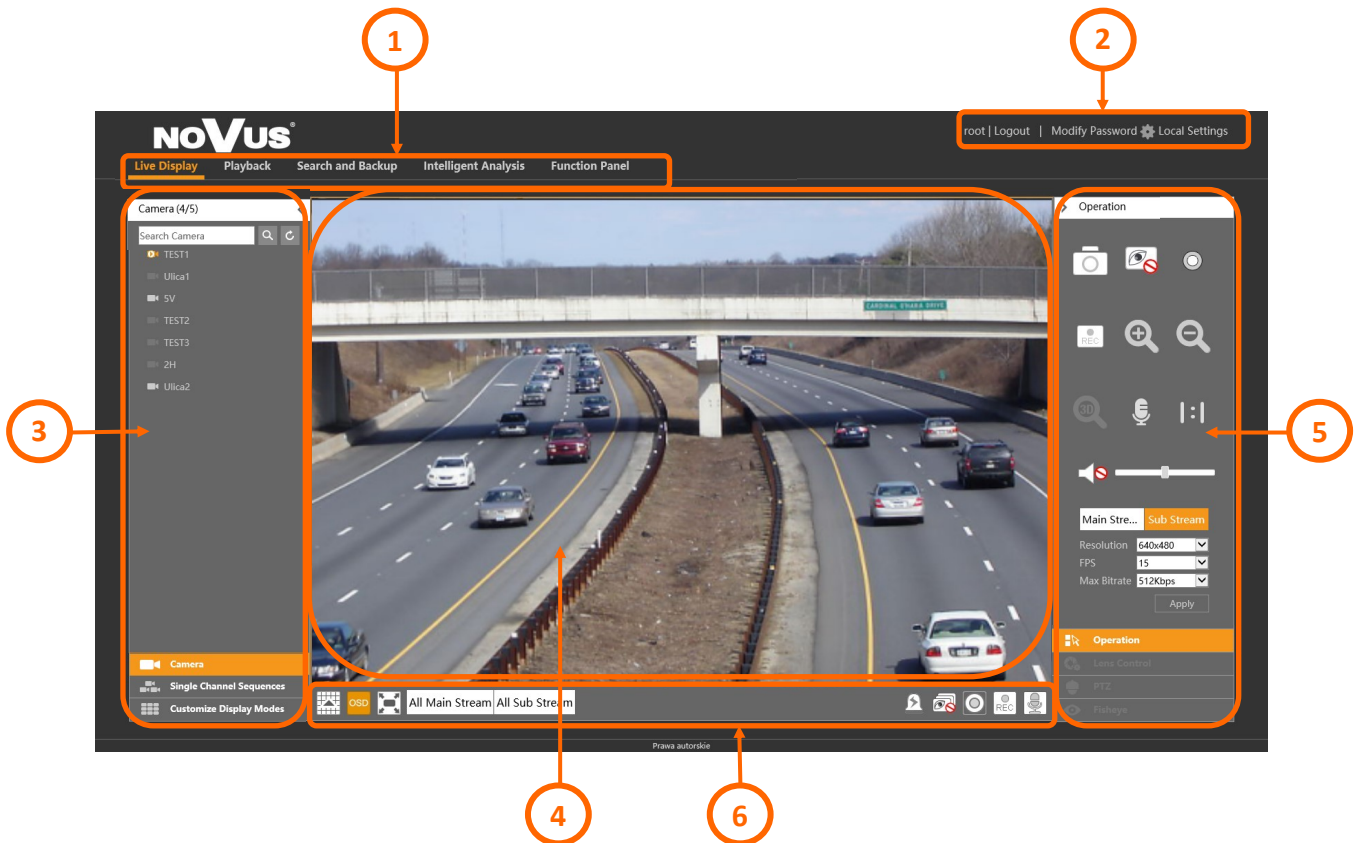 1
2
NOVUS®
root | Logout | Modify Password Local Settings
Live Display Playback Search and Backup Intelligent Analysis Function Panel
Camera (4/5)
Search Camera
TEST1
Ulica1
5V
TEST2
TEST3
2H
Ulica2
3
Camera
Single Channel Sequences
Customize Display Modes
CARDINAL O'HARA DRIVE
4
OSD
All Main Stream All Sub Stream
REC
6
Operation
REC
3D
1:1
5
Main Stre... Sub Stream
Resolution 640x480
FPS 15
Max Bitrate 512Kbps
Apply
Operation
Lens Control
PTZ
Fisheye
Prawa autorskie